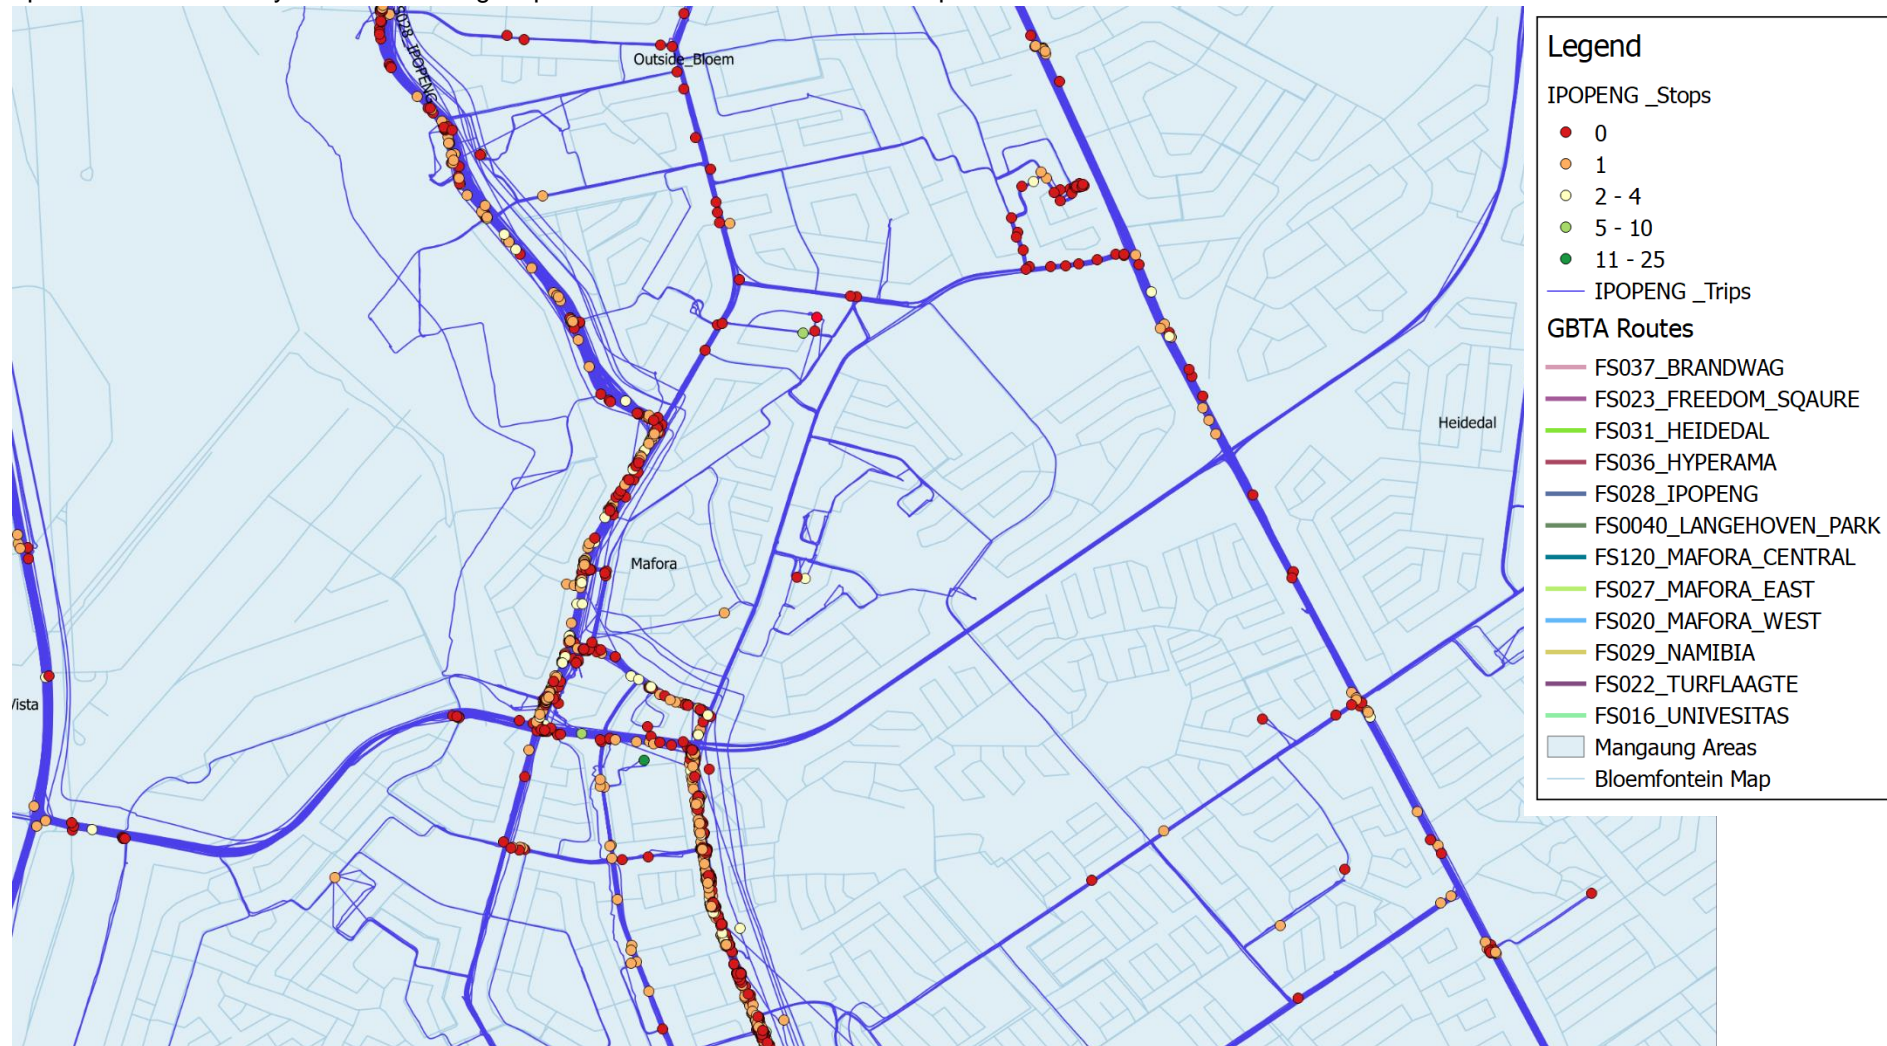 FS028_IPOPENG
Outside_Bloem
Heidedal
Mafora
Vista
Legend
IPOPENG _Stops
0
1
2 - 4
5 - 10
11 - 25
IPOPENG _Trips
GBTA Routes
FS037_BRANDWAG
FS023_FREEDOM_SQAURE
FS031_HEIDEDAL
FS036_HYPERAMA
FS028_IPOPENG
FS0040_LANGEHOVEN_PARK
FS120_MAFORA_CENTRAL
FS027_MAFORA_EAST
FS020_MAFORA_WEST
FS029_NAMIBIA
FS022_TURFLAAGTE
FS016_UNIVESITAS
Mangaung Areas
Bloemfontein Map